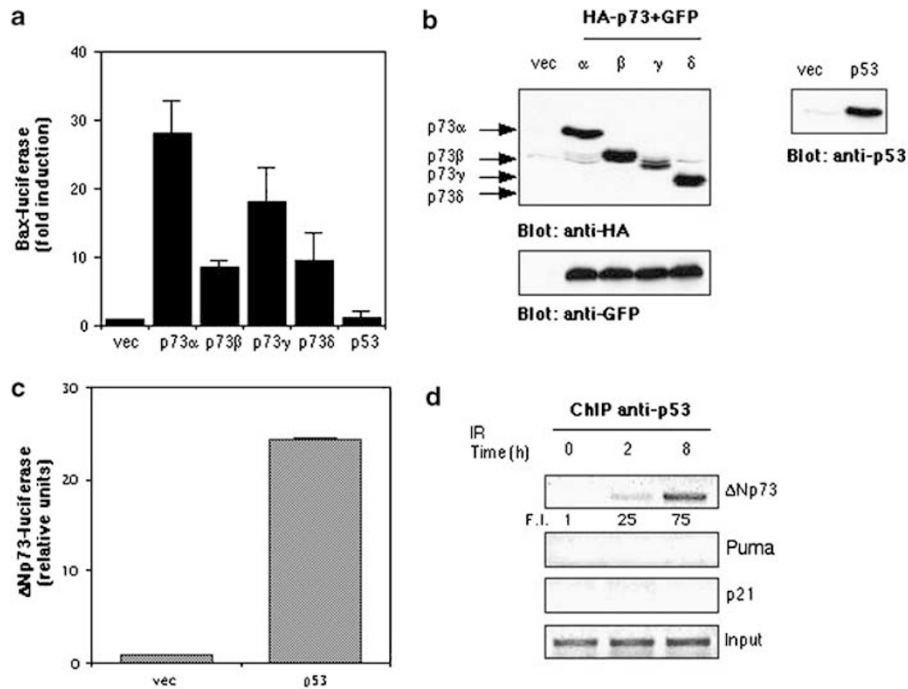 a
Bax-luciferase
(fold induction)
40
30
20
10
0
vec p73α p73β p73γ p73δ p53
b
HA-p73+GFP
vec α β γ δ
p73α
p73β
p73γ
p73δ
Blot: anti-HA
Blot: anti-GFP
vec p53
Blot: anti-p53
c
ΔNp73-luciferase
(relative units)
30
20
10
0
vec p53
d
ChIP anti-p53
IR
Time (h) 0 2 8
ΔNp73
F.I. 1 25 75
Puma
p21
Input